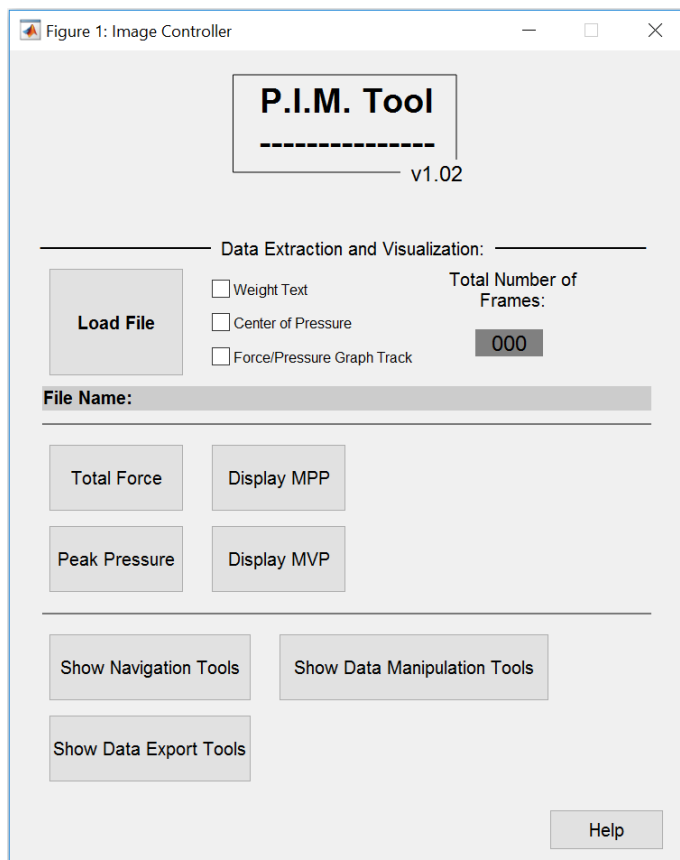 Figure 1: Image Controller
P.I.M. Tool
---------------
v1.02
Data Extraction and Visualization:
Load File
Weight Text
Center of Pressure
Force/Pressure Graph Track
Total Number of
Frames:
000
File Name:
Total Force
Display MPP
Peak Pressure
Display MVP
Show Navigation Tools
Show Data Manipulation Tools
Show Data Export Tools
Help